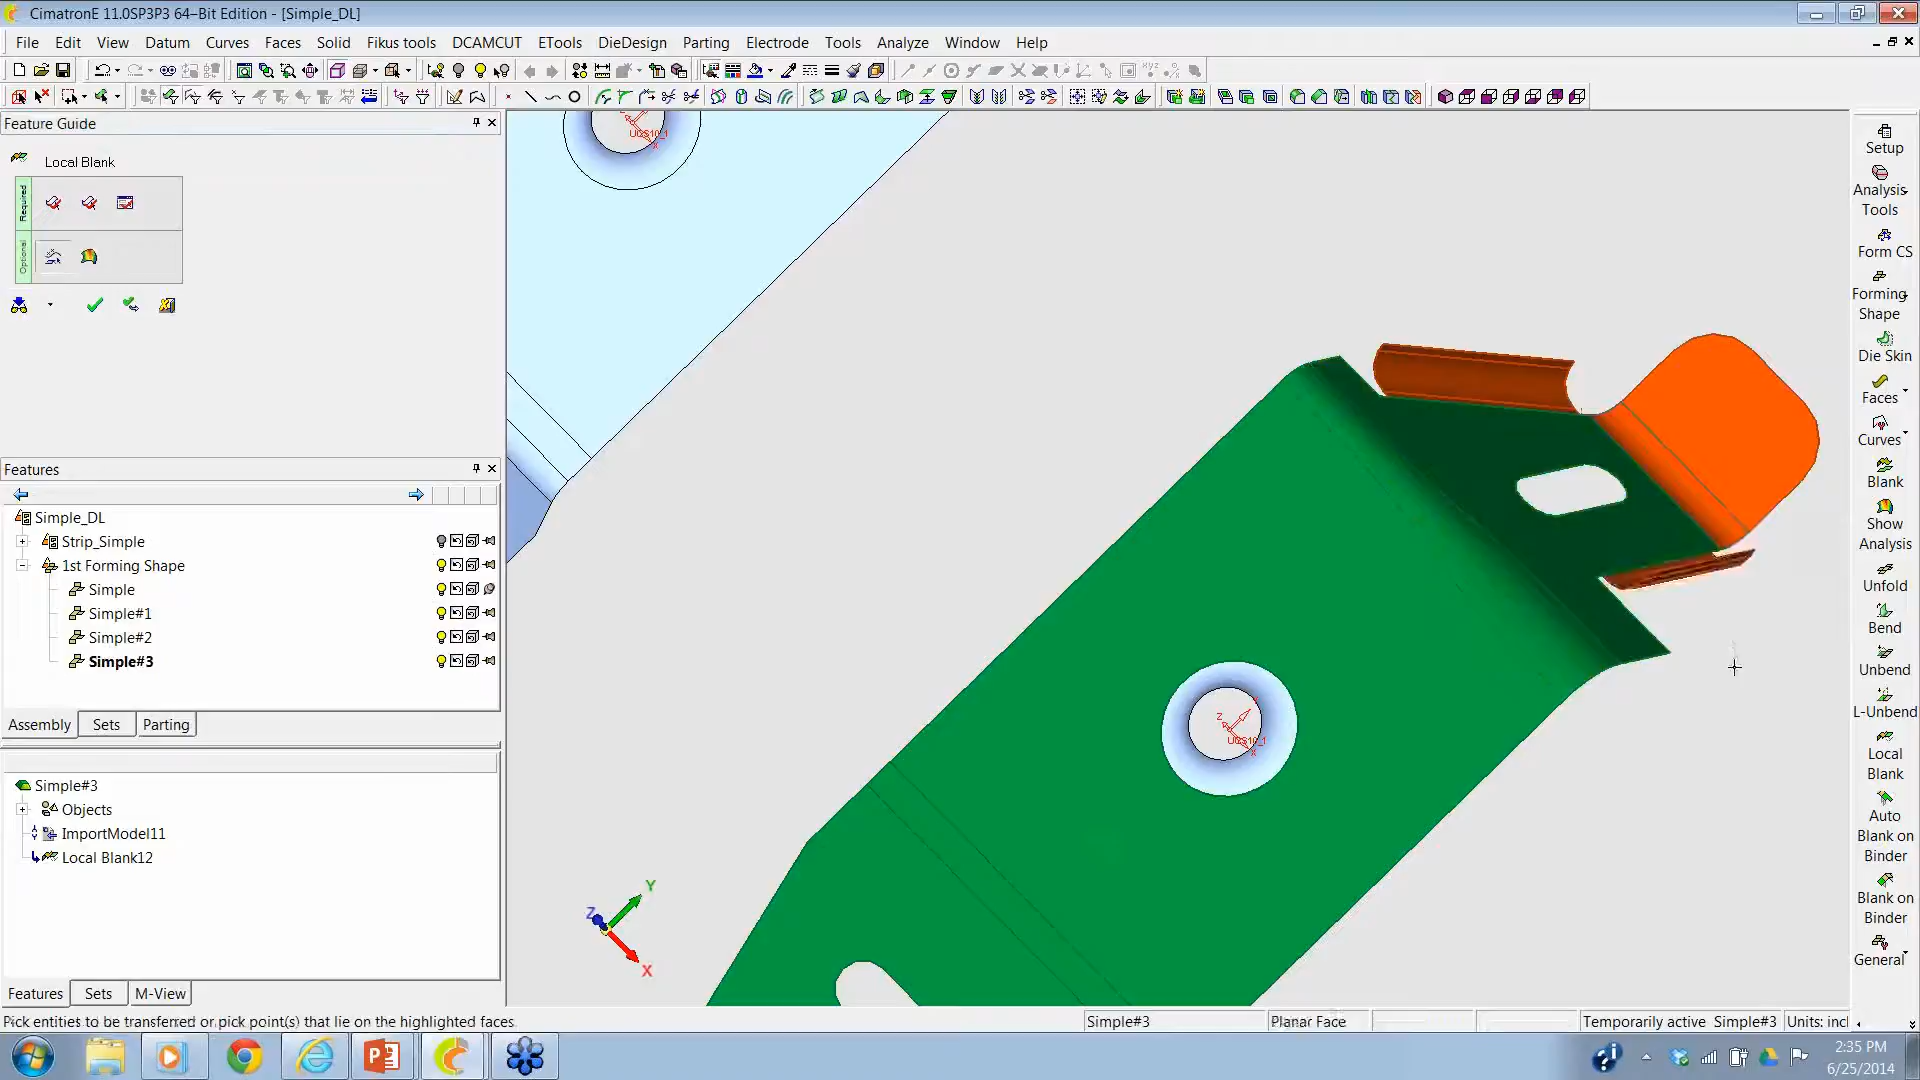 CimatronE 11.0SP3P3 64–Bit Edition - [Simple_DL]
File Edit View Datum Curves Faces Solid Fikus tools DCAMCUT ETools DieDesign Parting Electrode Tools Analyze Window Help
Feature Guide
Local Blank
Required
Optional
Features
Simple_DL
Strip_Simple
1st Forming Shape
Simple
Simple#1
Simple#2
Simple#3
Assembly Sets Parting
Simple#3
Objects
ImportModel11
Local Blank12
Features Sets M-View
Z
X
Y
Z
X
Setup
Analysis
Tools
Form CS
Forming
Shape
Die Skin
Faces
Curves
Blank
Show
Analysis
Unfold
Bend
Unbend
L-Unbend
Local
Blank
Auto
Blank on
Binder
Blank on
Binder
General
Pick entities to be transferred or pick point(s) that lie on the highlighted faces.
Simple#3
Planar Face
Temporarily active Simple#3
Units: incl
2:35 PM
6/25/2014